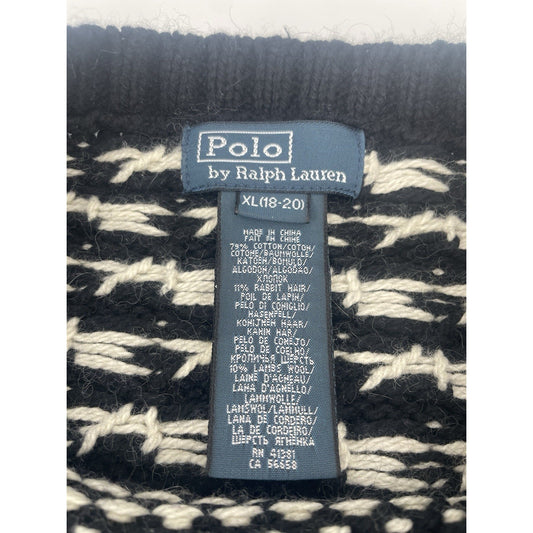 Polo
by Ralph Lauren
XL(18-20)
MADE IN CHINA
FAIT EN CHINE
79% COTTON/COTON/
COTONE/BAUMWOLLE/
KATOEN/BOMULD/
ALGODON/ALGODAO/
ХЛОПОК
11% RABBIT HAIR/
POIL DE LAPIN/
PELO DI CONIGLIO/
HASENFELL/
KONIJNEN HAAR/
KANIN HAR/
PELO DE CONEJO/
PELO DE COELHO/
КРОЛИЧЬЯ ШЕРСТЬ
10% LAMBS WOOL/
LAINE D'AGNEAU/
LANA D'AGNELLO/
LAMMWOLLE/
LAMSWOL/LAMMULL/
LANA DE CORDERO/
LA DE CORDEIRO/
ШЕРСТЬ ЯГНЕНКА
RN 41381
CA 56658